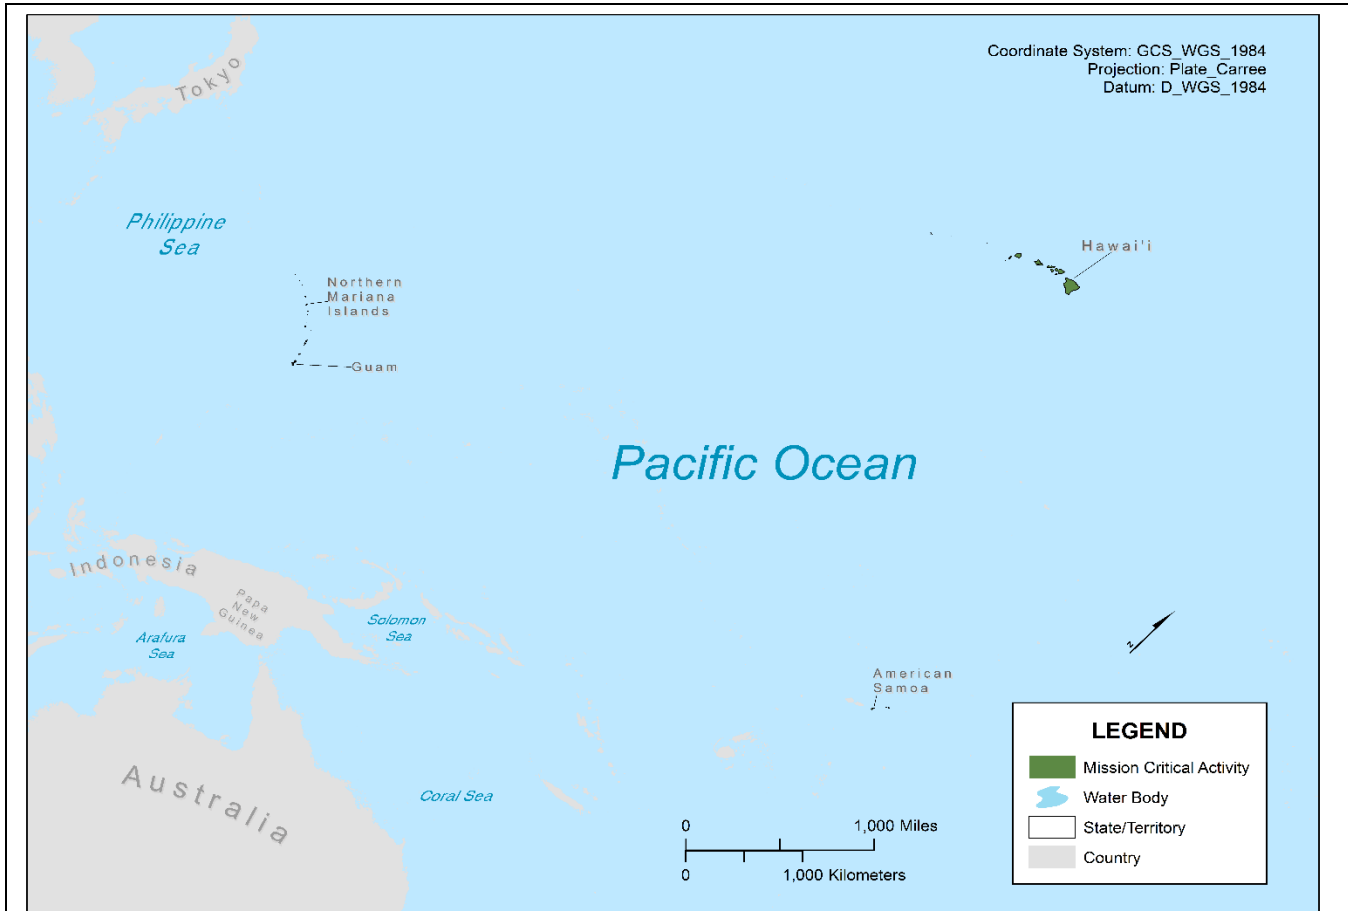 Coordinate System: GCS_WGS_1984
Projection: Plate_Carree
Datum: D_WGS_1984
Tokyo
Philippine
Sea
Hawai'i
Northern
Mariana
Islands
Guam
Pacific Ocean
Indonesia
Papa
New
Guinea
Solomon
Sea
Arafura
Sea
N
American
Samoa
Australia
Coral Sea
0
1,000 Miles
0
1,000 Kilometers
LEGEND
Mission Critical Activity
Water Body
State/Territory
Country